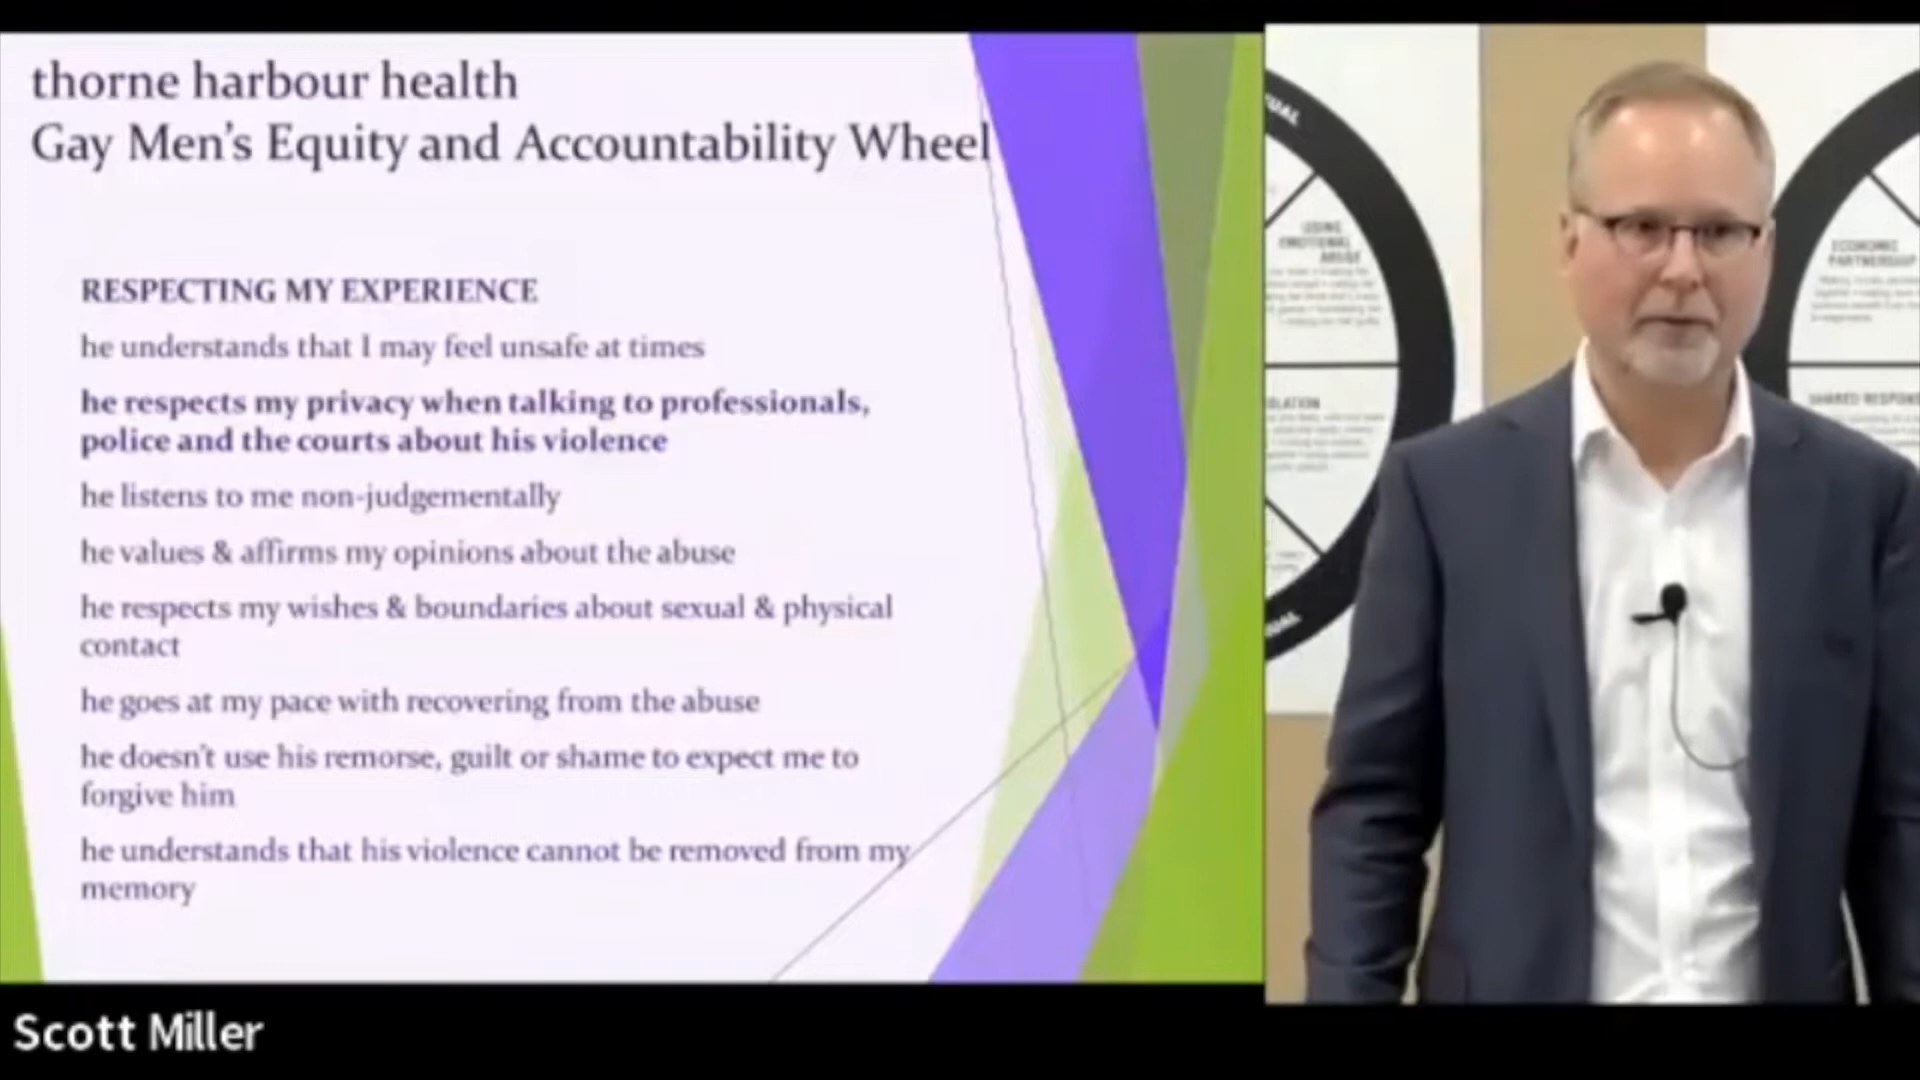 thorne harbour health
Gay Men's Equity and Accountability Wheel
RESPECTING MY EXPERIENCE
he understands that I may feel unsafe at times
he respects my privacy when talking to professionals,
police and the courts about his violence
he listens to me non-judgementally
he values & affirms my opinions about the abuse
he respects my wishes & boundaries about sexual & physical
contact
he goes at my pace with recovering from the abuse
he doesn't use his remorse, guilt or shame to expect me to
forgive him
he understands that his violence cannot be removed from my
memory
Scott Miller
USING
EMOTIONAL
ABUSE
ECONOMIC
PARTNERSHIP